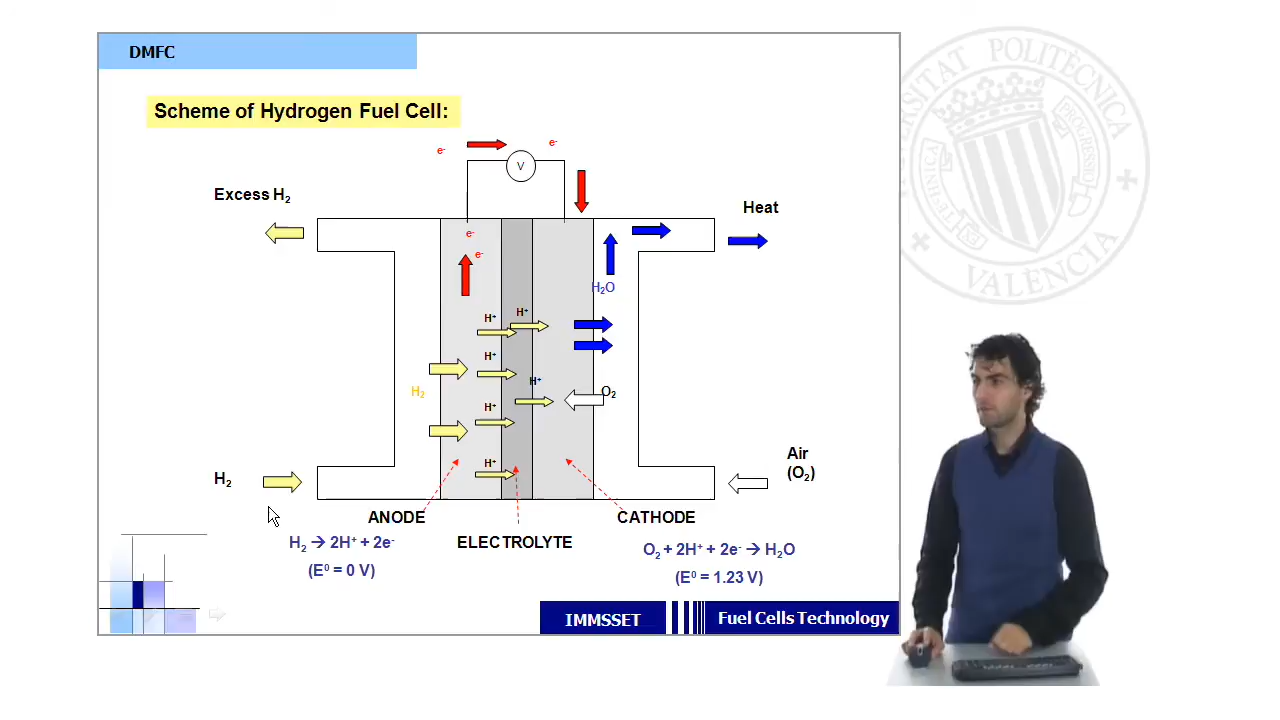 DMFC
Scheme of Hydrogen Fuel Cell:
e-
e-
V
Excess H2
Heat
e-
e-
H2O
H+
H+
H+
H+
H2
O2
H+
H+
Air
(O2)
H2
ANODE
CATHODE
ELECTROLYTE
H2 → 2H+ + 2e-
(E0 = 0 V)
O2 + 2H+ + 2e- → H2O
(E0 = 1.23 V)
IMMSSET
Fuel Cells Technology
UNIVERSITAT POLITÈCNICA
VALÈNCIA